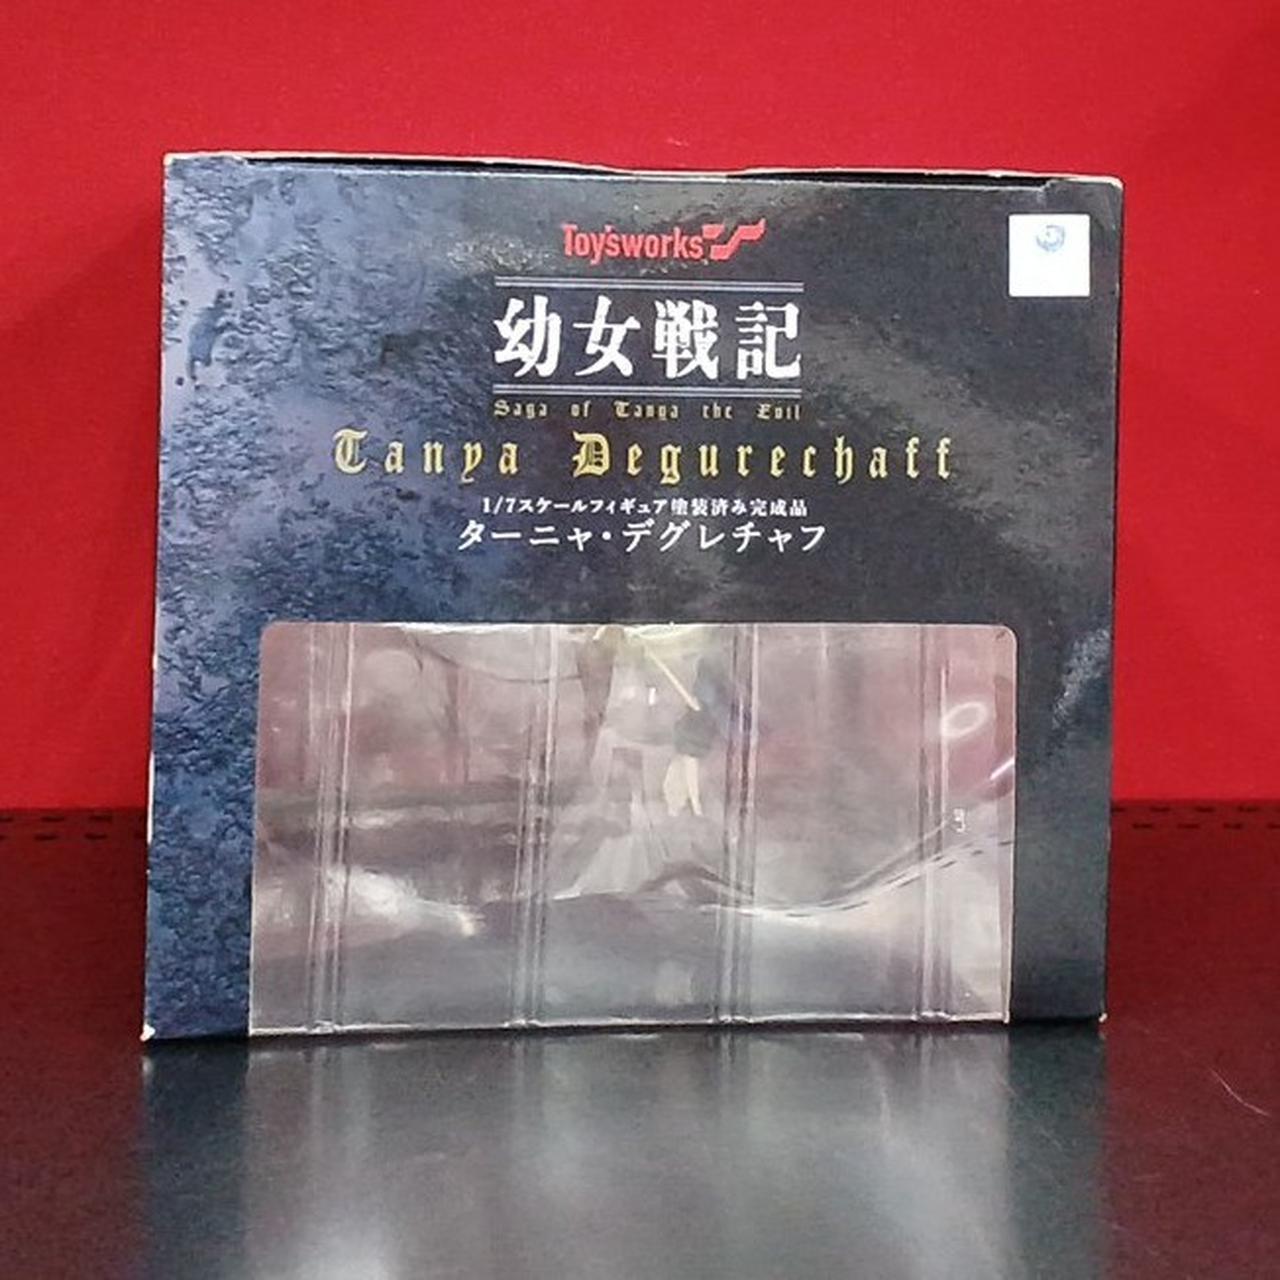 Toy'sworks
幼女戦記
Saga of Tanya the Evil
Tanya Degurechaff
1/7スケールフィギュア塗装済み完成品
ターニャ・デグレチャフ